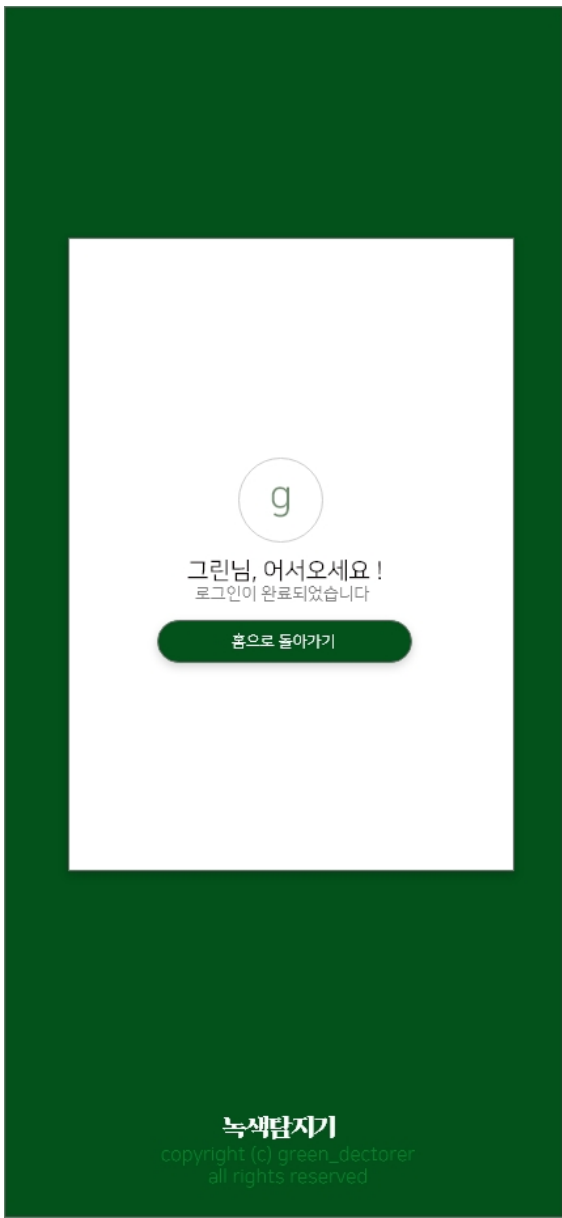 g
그린님, 어서오세요 !
로그인이 완료되었습니다
홈으로 돌아가기
녹색탐지기
copyright (c) green_dectorer
all rights reserved